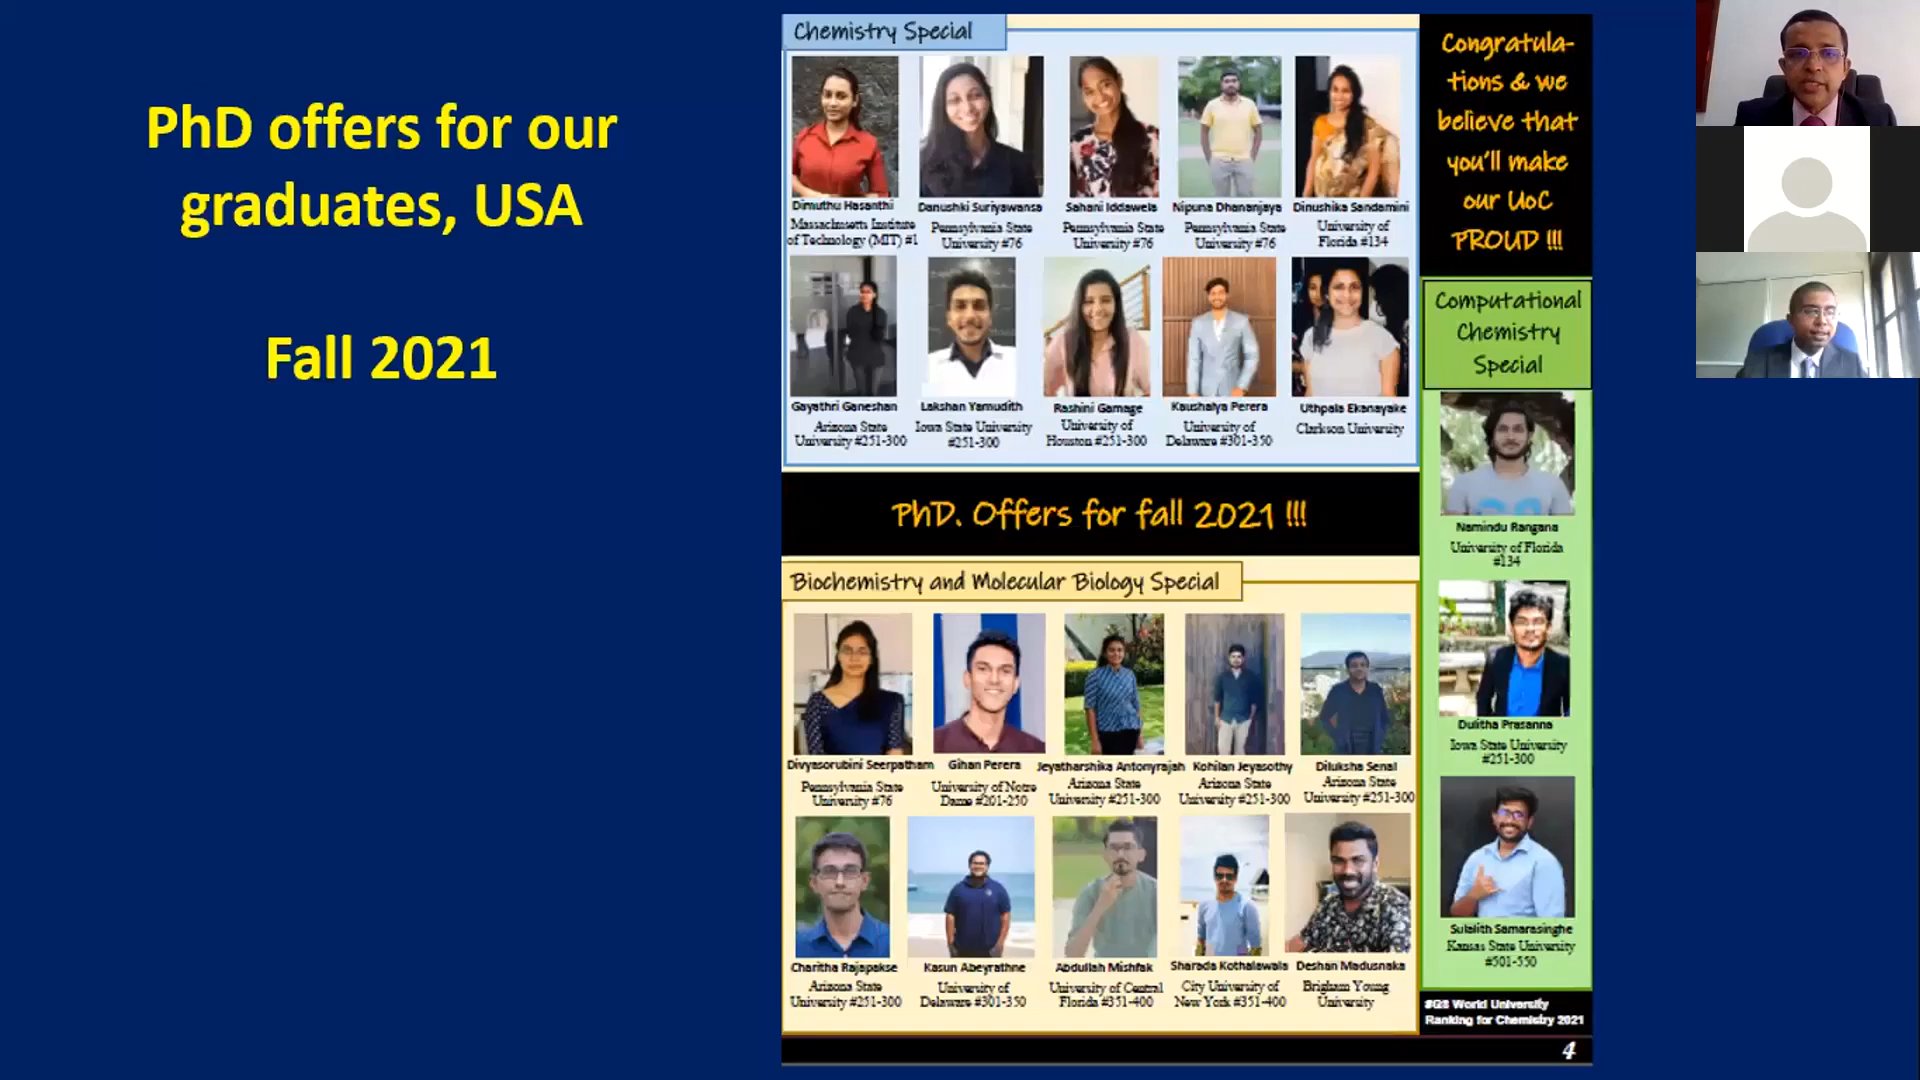 PhD offers for our
graduates, USA
Fall 2021
Chemistry Special
Dimuthu Hasanthi
Massachusetts Institute
of Technology (MIT) #1
Danushki Suriyawansa
Pennsylvania State
University #76
Sahani Iddawela
Pennsylvania State
University #76
Nipuna Dhananjaya
Pennsylvania State
University #76
Dinushika Sandamini
University of
Florida #134
Gayathri Ganeshan
Arizona State
University #251-300
Lakshan Yamudith
Iowa State University
#251-300
Rashini Gamage
University of
Houston #251-300
Kaushalya Perera
University of
Delaware #301-350
Uthpala Ekanayake
Clarkson University
PhD. Offers for fall 2021 !!!
Biochemistry and Molecular Biology Special
Divyasorubini Seerpatham
Pennsylvania State
University #76
Gihan Perera
University of Notre
Dame #201-250
Jeyatharshika Antonyrajah
Arizona State
University #251-300
Kohilan Jeyasothy
Arizona State
University #251-300
Diluksha Senal
Arizona State
University #251-300
Charitha Rajapakse
Arizona State
University #251-300
Kasun Abeyrathne
University of
Delaware #301-350
Abdullah Mishfak
University of Central
Florida #351-400
Sharada Kothalawala
City University of
New York #351-400
Deshan Madusnaka
Brigham Young
University
Congratula-
tions & we
believe that
you'll make
our UoC
PROUD !!!
Computational
Chemistry
Special
Namindu Rangana
University of Florida
#134
Dulitha Prasanna
Iowa State University
#251-300
Sulalith Samarasinghe
Kansas State University
#501-550
#QS World University
Ranking for Chemistry 2021
4